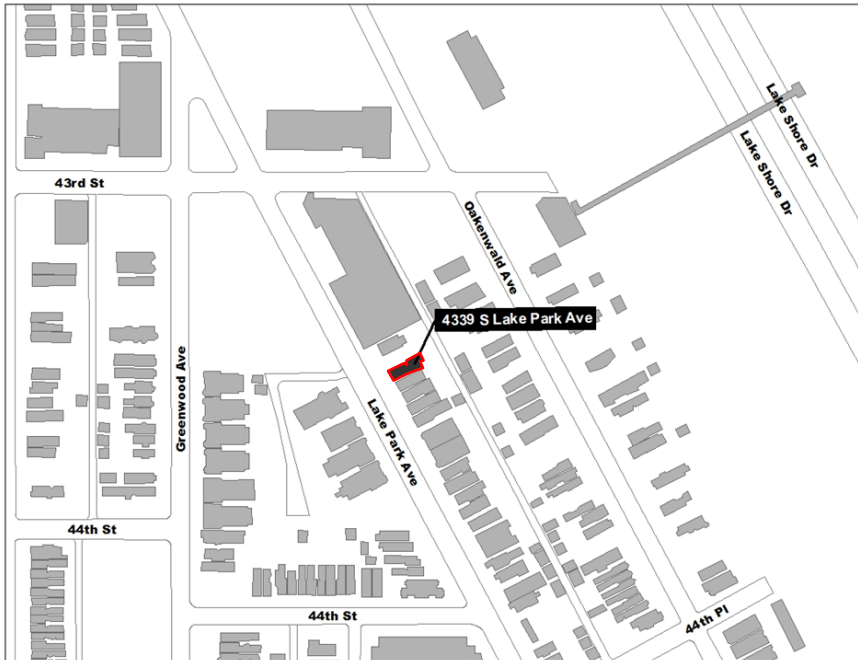 Lake Shore Dr
Lake Shore Dr
43rd St
Oakenwald Ave
4339 S Lake Park Ave
Greenwood Ave
Lake Park Ave
44th St
44th St
44th Pl